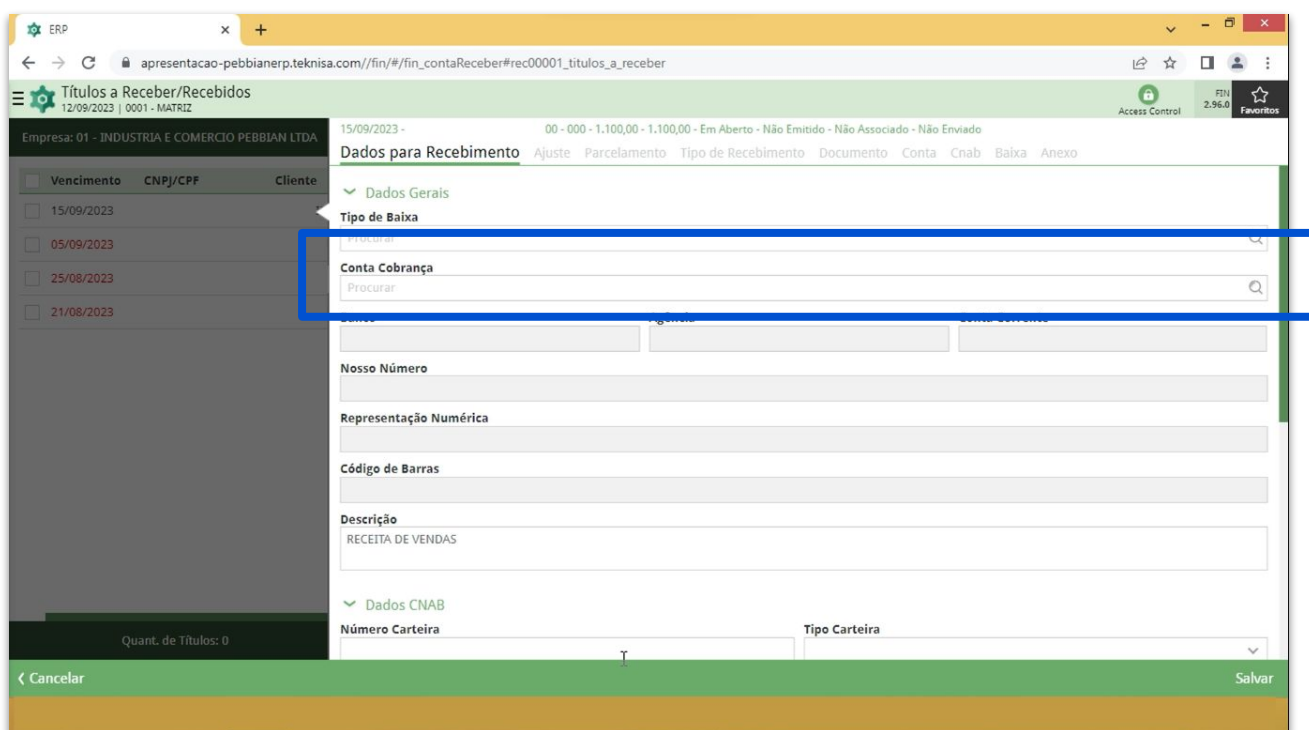 ERP
apresentacao-pebbianerp.teknisa.com//fin/#/fin_contaReceber#rec00001_titulos_a_receber
Títulos a Receber/Recebidos
12/09/2023 | 0001 - MATRIZ
Access Control
FIN
2.96.0
Favoritos
Empresa: 01 - INDUSTRIA E COMERCIO PEBBIAN LTDA
15/09/2023 - 00 - 000 - 1.100,00 - 1.100,00 - Em Aberto - Não Emitido - Não Associado - Não Enviado
Dados para Recebimento Ajuste Parcelamento Tipo de Recebimento Documento Conta Cnab Baixa Anexo
Vencimento CNPJ/CPF Cliente
15/09/2023
05/09/2023
25/08/2023
21/08/2023
Dados Gerais
Tipo de Baixa
Procurar
Conta Cobrança
Procurar
Banco Agência Conta Corrente
Nosso Número
Representação Numérica
Código de Barras
Descrição
RECEITA DE VENDAS
Dados CNAB
Número Carteira Tipo Carteira
Quant. de Títulos: 0
Cancelar Salvar